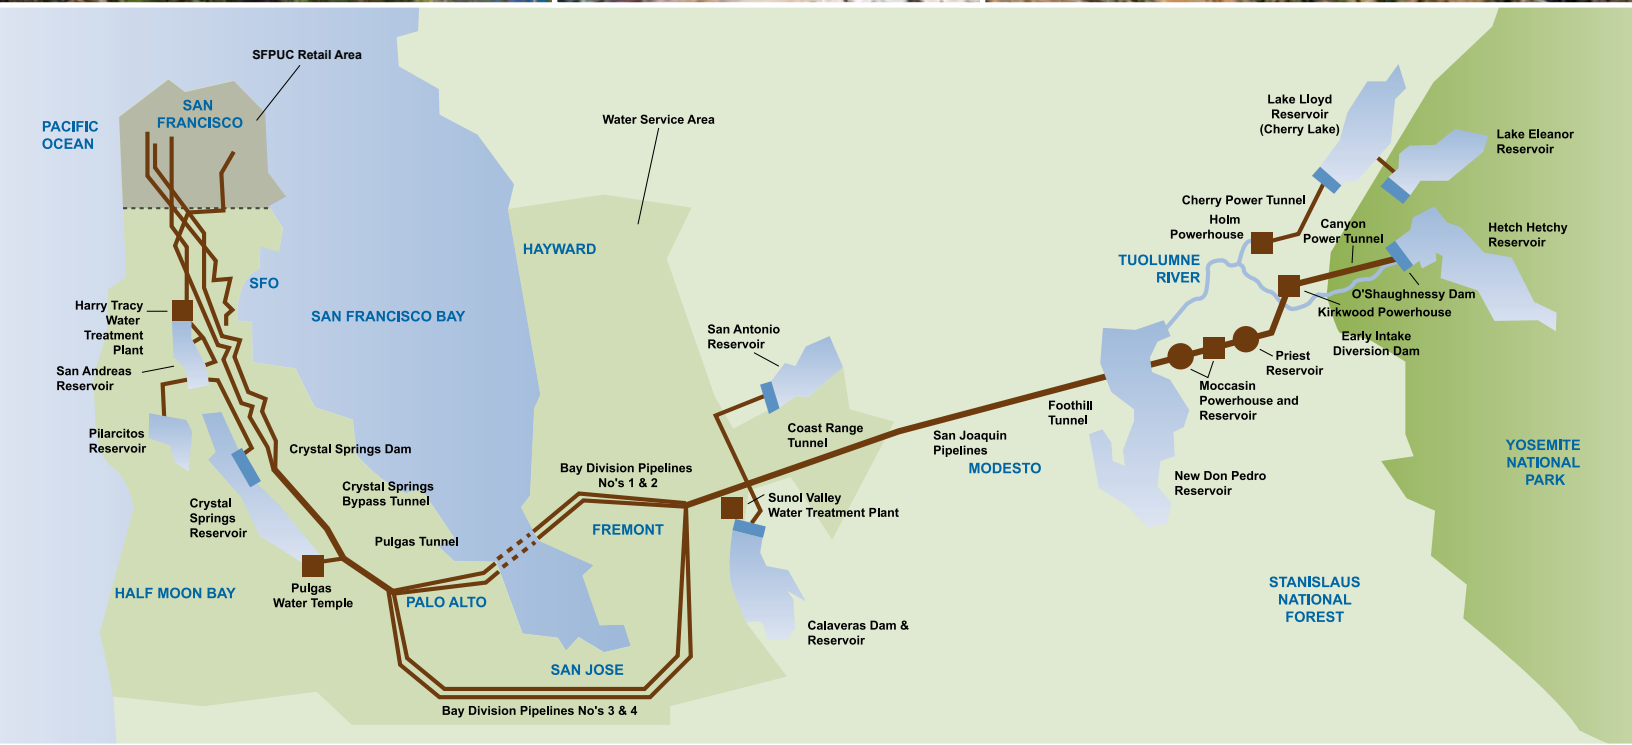 SFPUC Retail Area
SAN
FRANCISCO
PACIFIC
OCEAN
Water Service Area
Lake Lloyd
Reservoir
(Cherry Lake)
Lake Eleanor
Reservoir
Cherry Power Tunnel
Holm
Powerhouse
Canyon
Power Tunnel
Hetch Hetchy
Reservoir
HAYWARD
TUOLUMNE
RIVER
SFO
O'Shaughnessy Dam
Kirkwood Powerhouse
Harry Tracy
Water
Treatment
Plant
SAN FRANCISCO BAY
San Antonio
Reservoir
Early Intake
Diversion Dam
Priest
Reservoir
San Andreas
Reservoir
Moccasin
Powerhouse and
Reservoir
Foothill
Tunnel
Pilarcitos
Reservoir
Coast Range
Tunnel
San Joaquin
Pipelines
MODESTO
Crystal Springs Dam
YOSEMITE
NATIONAL
PARK
Bay Division Pipelines
No's 1 & 2
New Don Pedro
Reservoir
Crystal Springs
Bypass Tunnel
Crystal
Springs
Reservoir
Sunol Valley
Water Treatment Plant
FREMONT
Pulgas Tunnel
HALF MOON BAY
Pulgas
Water Temple
PALO ALTO
STANISLAUS
NATIONAL
FOREST
Calaveras Dam &
Reservoir
SAN JOSE
Bay Division Pipelines No's 3 & 4